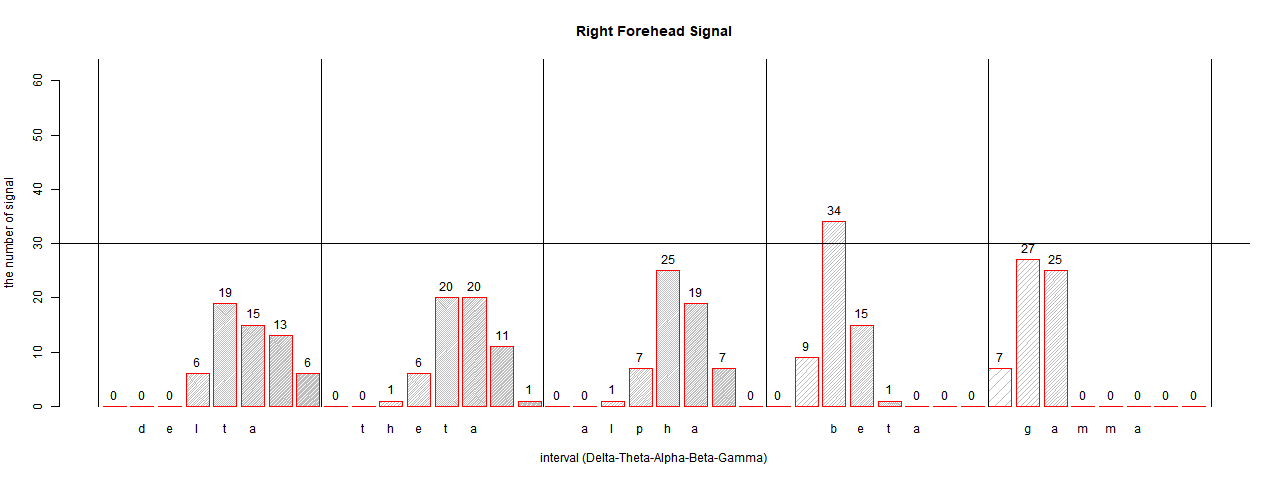 Right Forehead Signal
the number of signal
60
50
40
30
20
10
0
0 0 0 6 19 15 13 6 0 0 1 6 20 20 11 1 0 0 1 7 25 19 7 0 0 9 34 15 1 0 0 0 7 27 25 0 0 0 0 0
d e l t a t h e t a a l p h a b e t a g a m m a
interval (Delta-Theta-Alpha-Beta-Gamma)